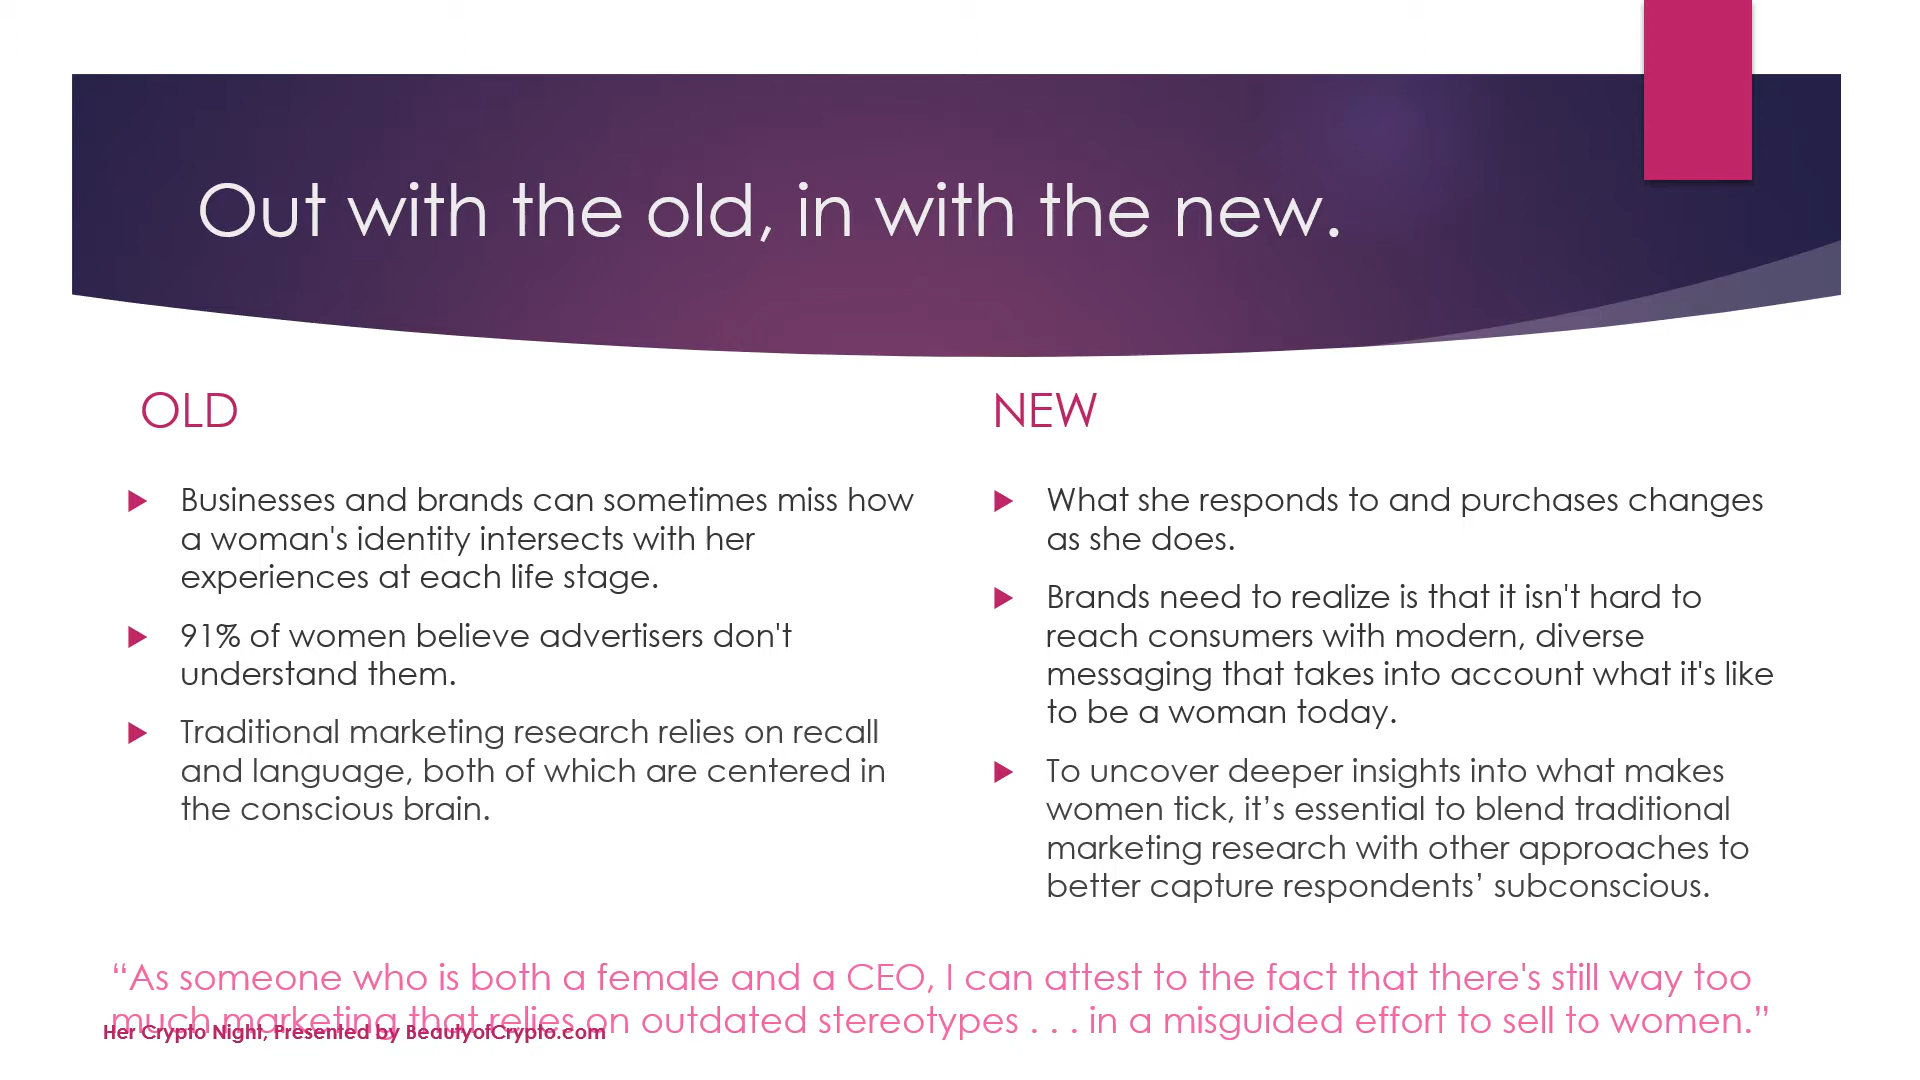 Out with the old, in with the new.
OLD
Businesses and brands can sometimes miss how
a woman's identity intersects with her
experiences at each life stage.
91% of women believe advertisers don't
understand them.
Traditional marketing research relies on recall
and language, both of which are centered in
the conscious brain.
NEW
What she responds to and purchases changes
as she does.
Brands need to realize is that it isn't hard to
reach consumers with modern, diverse
messaging that takes into account what it's like
to be a woman today.
To uncover deeper insights into what makes
women tick, it’s essential to blend traditional
marketing research with other approaches to
better capture respondents’ subconscious.
“As someone who is both a female and a CEO, I can attest to the fact that there's still way too
much marketing that relies on outdated stereotypes . . . in a misguided effort to sell to women.”
Her Crypto Night, Presented by BeautyofCrypto.com